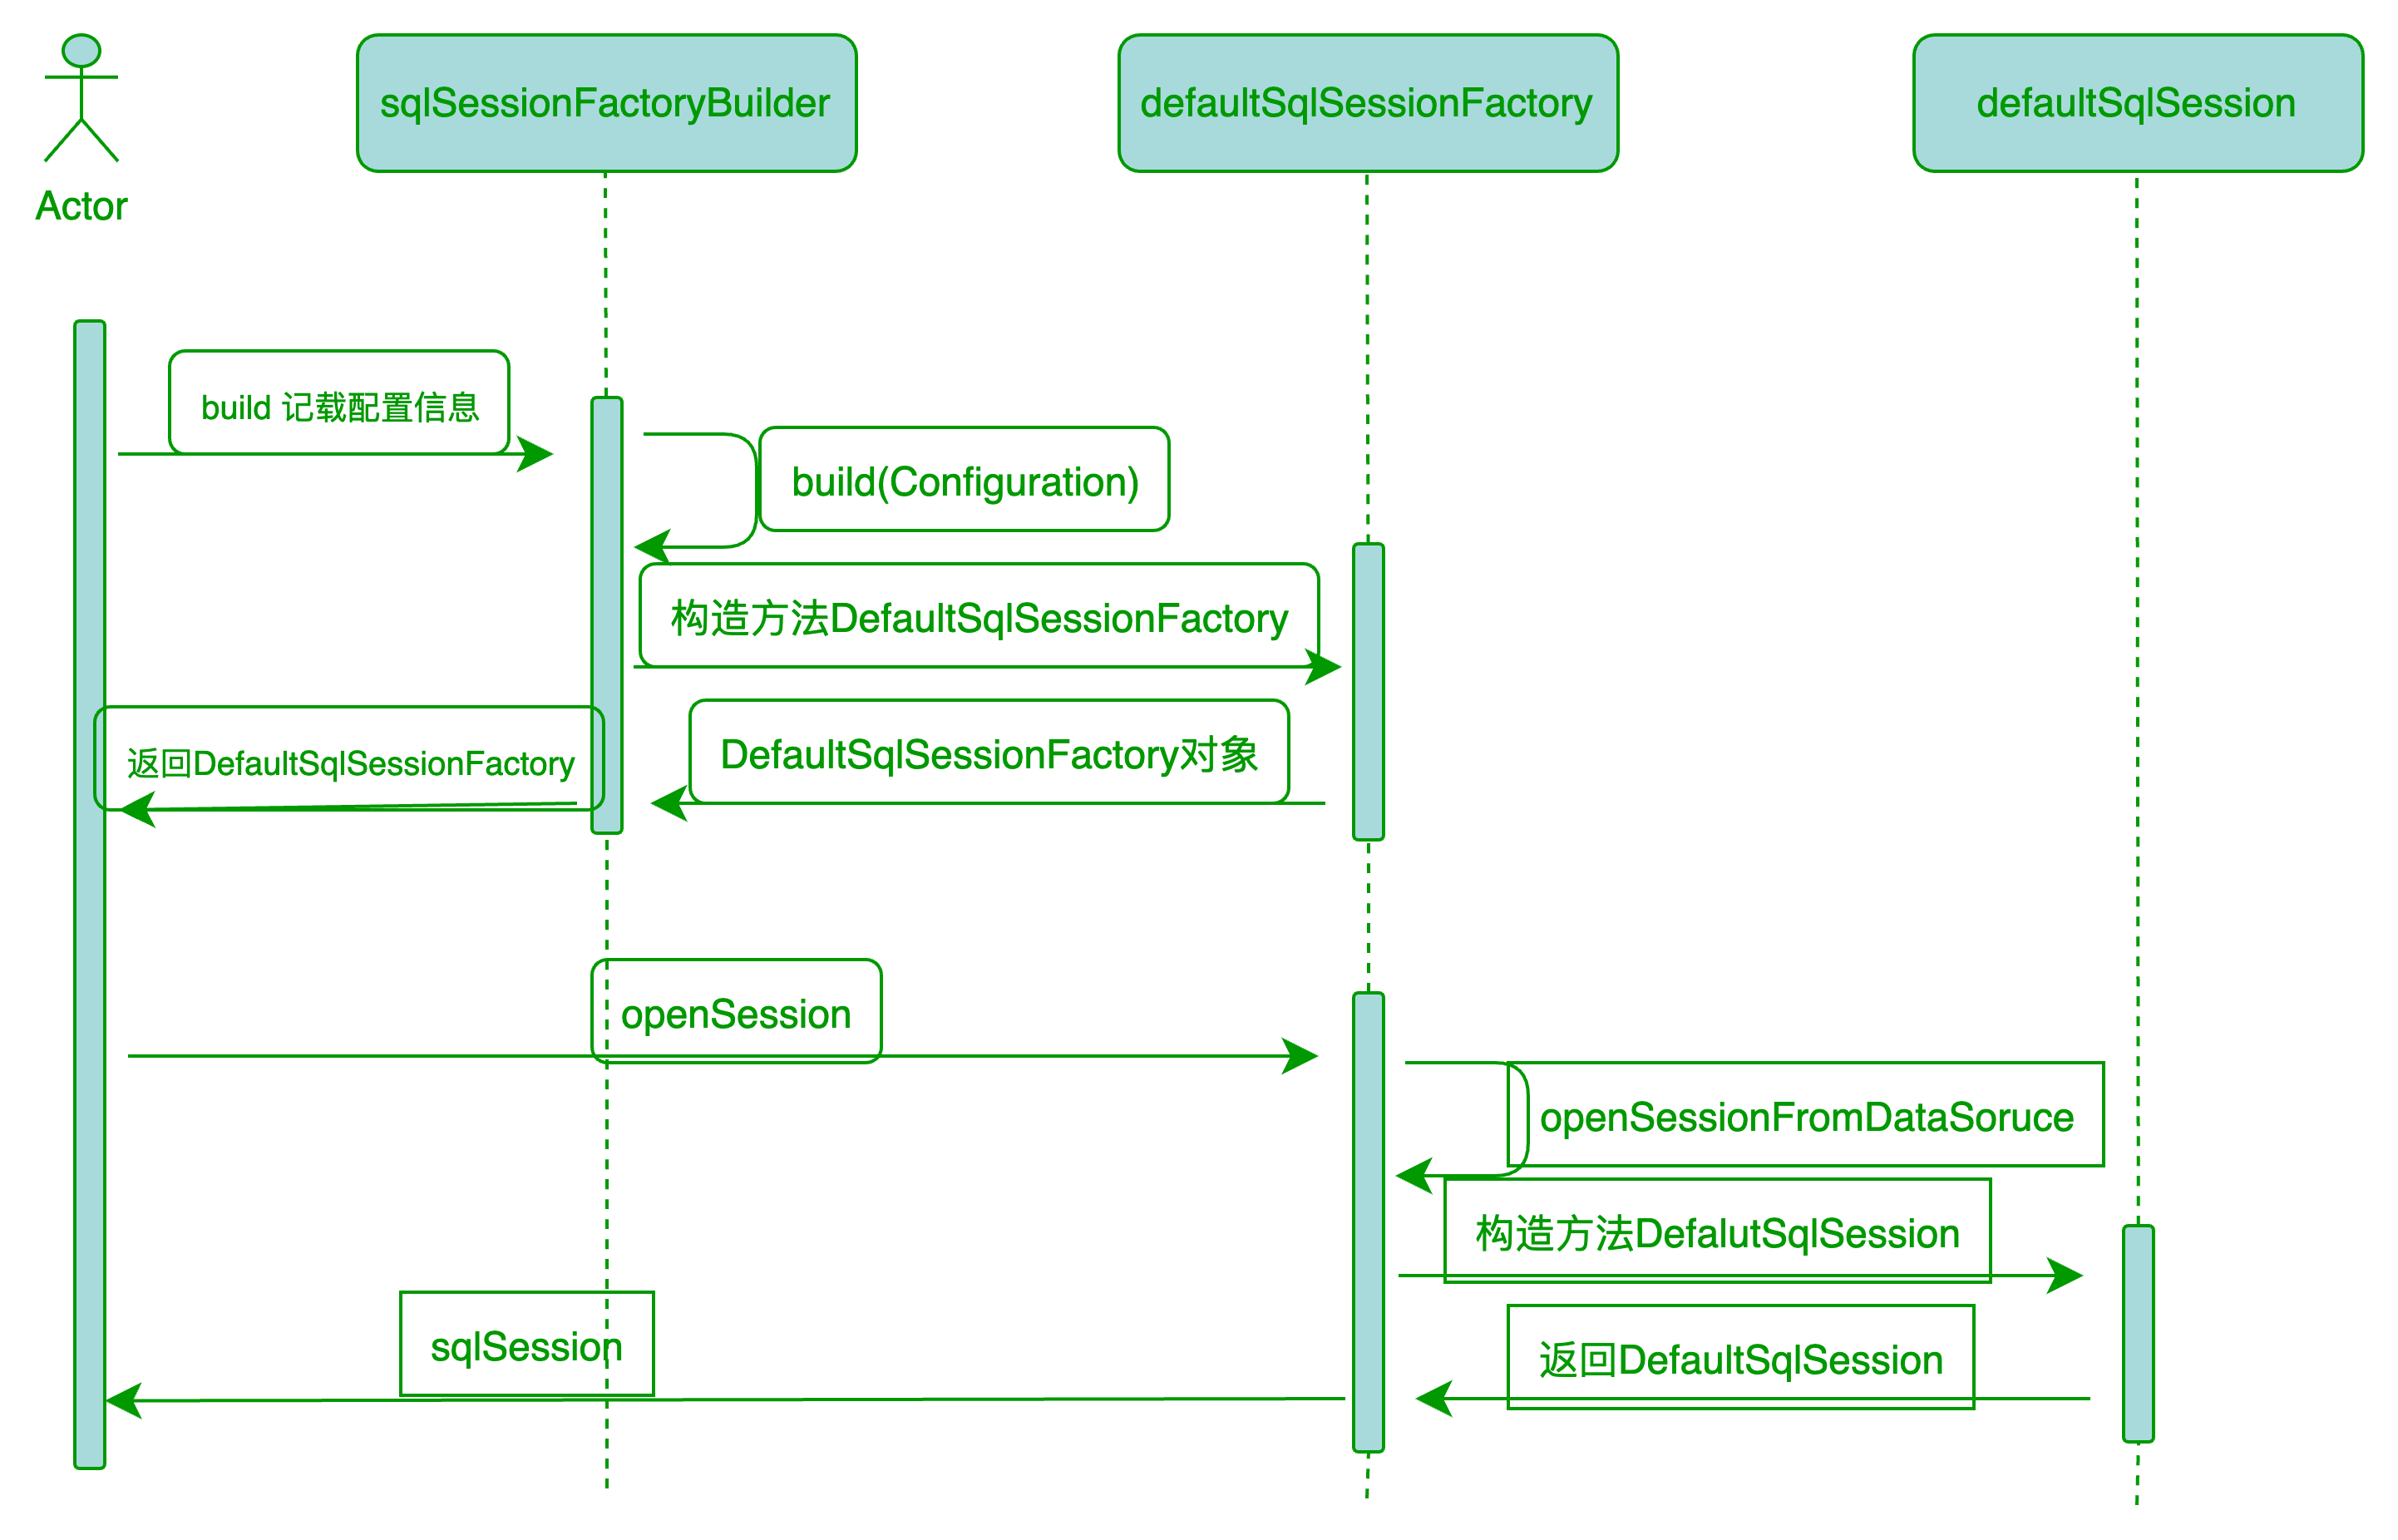 sqlSessionFactoryBuilder
defaultSqlSessionFactory
defaultSqlSession
Actor
build 记载配置信息
build(Configuration)
构造方法DefaultSqlSessionFactory
返回DefaultSqlSessionFactory
DefaultSqlSessionFactory对象
openSession
openSessionFromDataSoruce
构造方法DefalutSqlSession
sqlSession
返回DefaultSqlSession